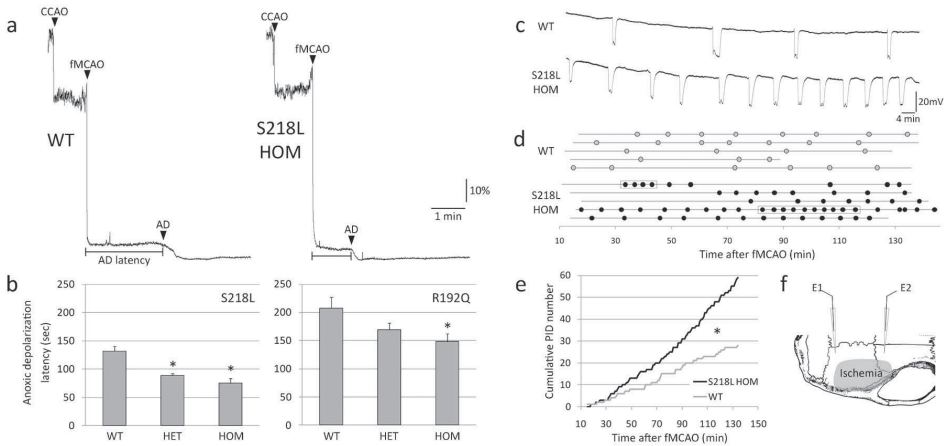 a
CCAO
fMCAO
WT
AD
AD latency
CCAO
fMCAO
S218L
HOM
AD
10%
1 min
b
Anoxic depolarization
latency (sec)
S218L
250
200
150
100
50
0
*
*
WT
HET
HOM
R192Q
250
200
150
100
50
0
*
WT
HET
HOM
c
WT
S218L
HOM
20mV
4 min
d
WT
S218L
HOM
10 30 50 70 90 110 130
Time after fMCAO (min)
e
Cumulative PID number
60
50
40
30
20
10
0
*
S218L HOM
WT
10 30 50 70 90 110 130 150
Time after fMCAO (min)
f
E1
E2
Ischemia